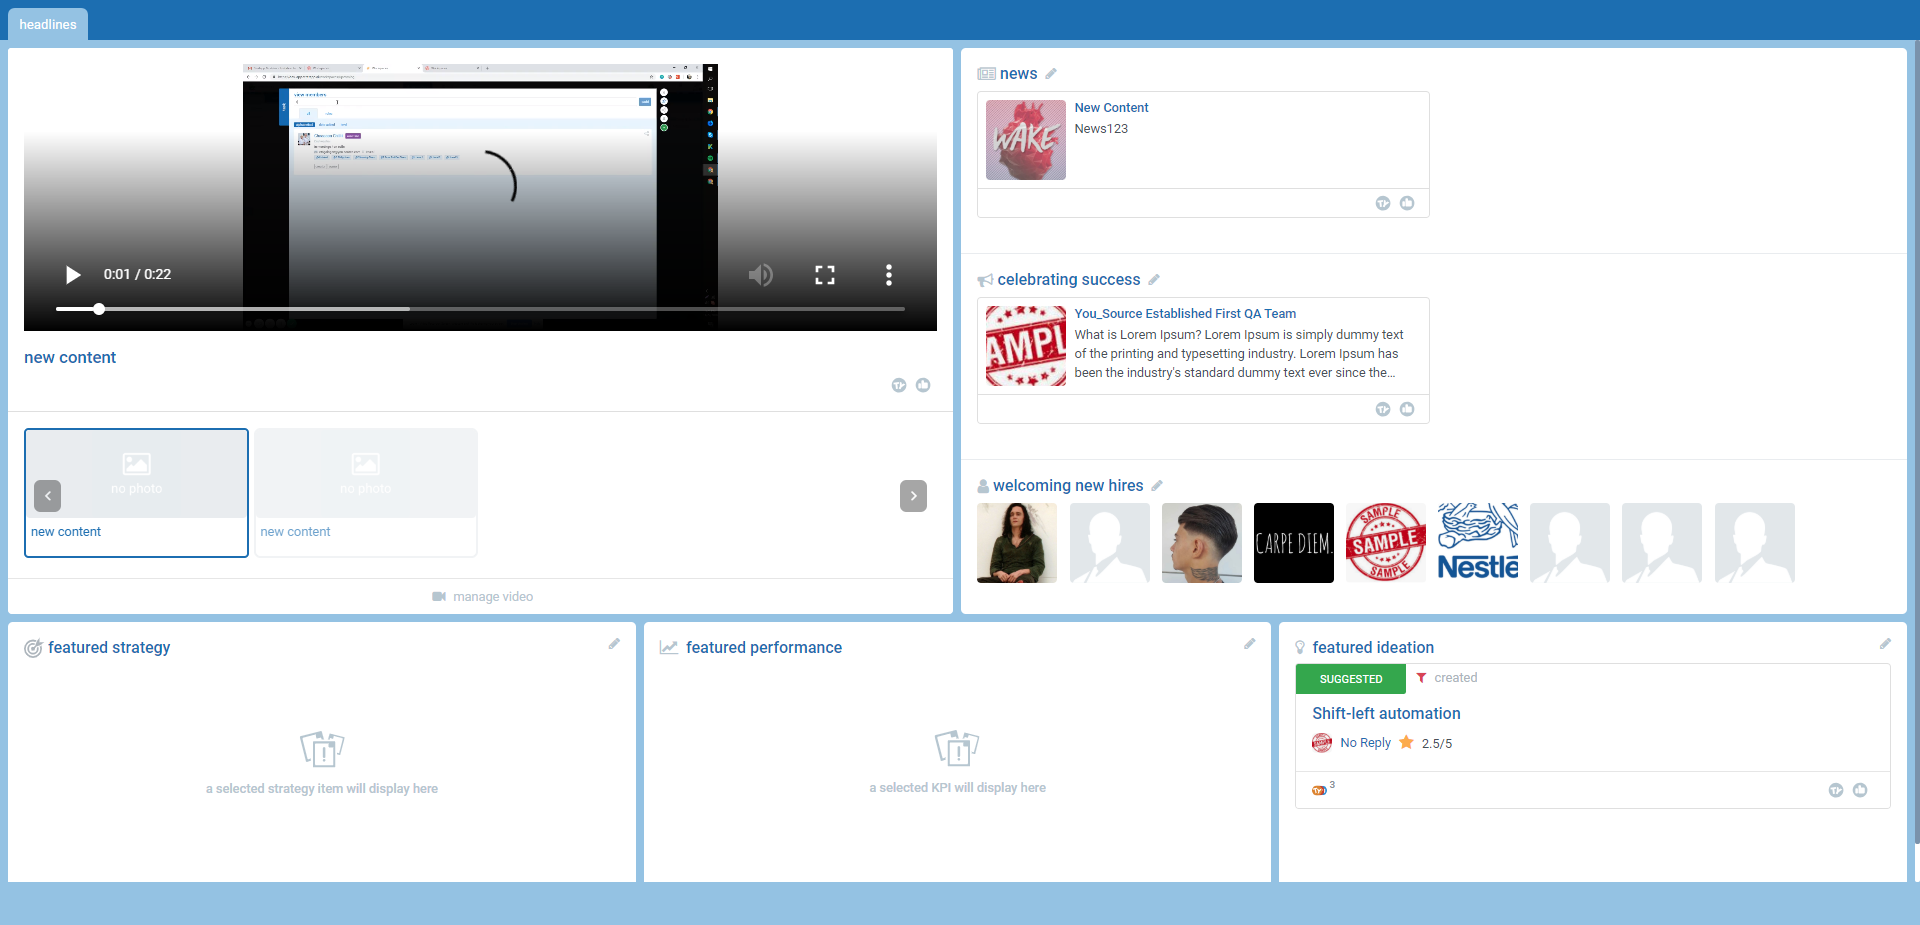 headlines
view members
0:01 / 0:22
new content
no photo
new content
no photo
new content
manage video
news
WAKE
New Content
News123
celebrating success
AMPL
You_Source Established First QA Team
What is Lorem Ipsum? Lorem Ipsum is simply dummy text
of the printing and typesetting industry. Lorem Ipsum has
been the industry's standard dummy text ever since the...
welcoming new hires
CARPE DIEM.
SAMPLE
SAMPLE
SAMPLE
Nestlé
featured strategy
a selected strategy item will display here
featured performance
a selected KPI will display here
featured ideation
SUGGESTED
created
Shift-left automation
No Reply
2.5/5
3